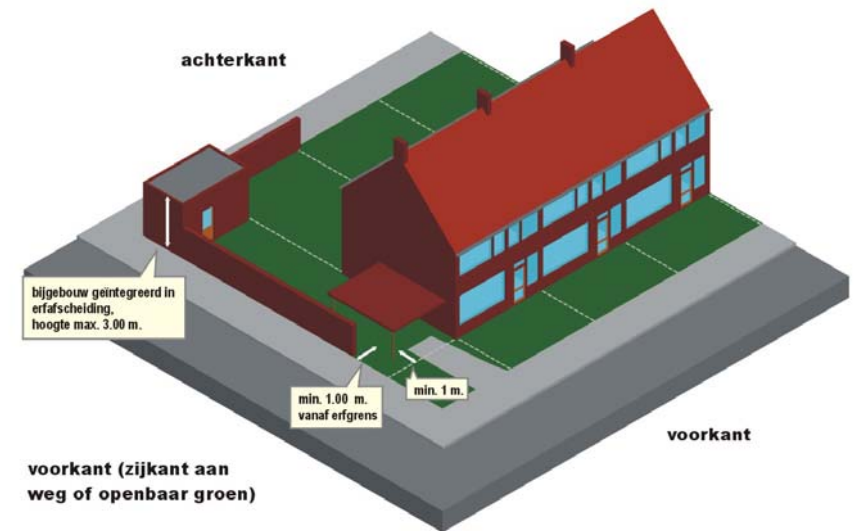 achterkant
bijgebouw geïntegreerd in
erfafscheiding,
hoogte max. 3.00 m.
min. 1.00 m.
vanaf erfgrens
min. 1 m.
voorkant
voorkant (zijkant aan
weg of openbaar groen)